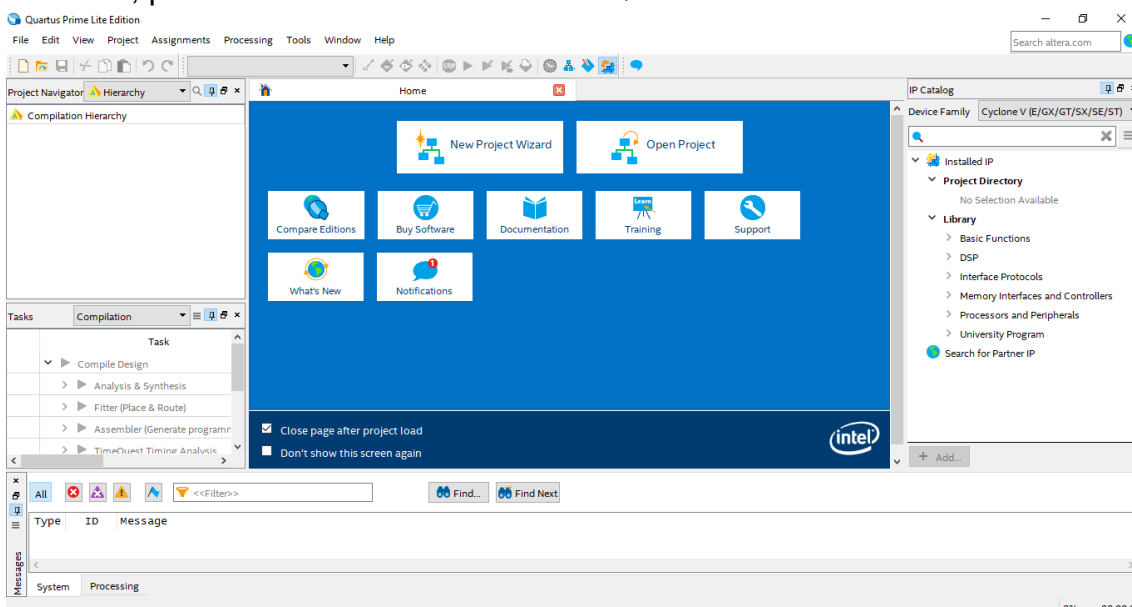 Quartus Prime Lite Edition
File Edit View Project Assignments Processing Tools Window Help
Search altera.com
Project Navigator Hierarchy
Compilation Hierarchy
Home
New Project Wizard
Open Project
Compare Editions
Buy Software
Documentation
Learn
Training
Support
What's New
1
Notifications
Close page after project load
Don't show this screen again
intel
IP Catalog
Device Family Cyclone V (E/GX/GT/SX/SE/ST)
Installed IP
Project Directory
No Selection Available
Library
Basic Functions
DSP
Interface Protocols
Memory Interfaces and Controllers
Processors and Peripherals
University Program
Search for Partner IP
+ Add...
Tasks Compilation
Task
Compile Design
Analysis & Synthesis
Fitter (Place & Route)
Assembler (Generate programm
TimeQuest Timing Analysis
All <<Filter>> Find... Find Next
Type ID Message
Messages
System Processing